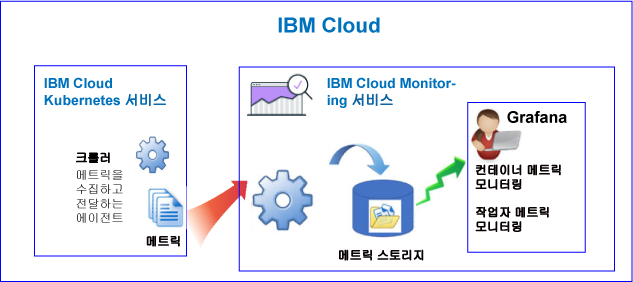 IBM Cloud
IBM Cloud
Kubernetes 서비스
크롤러
메트릭을
수집하고
전달하는
에이전트
메트릭
IBM Cloud Monitor-
ing 서비스
메트릭 스토리지
Grafana
컨테이너 메트릭
모니터링
작업자 메트릭
모니터링